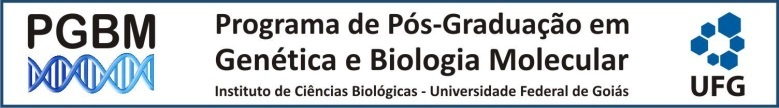 PGBM
Programa de Pós-Graduação em
Genética e Biologia Molecular
Instituto de Ciências Biológicas - Universidade Federal de Goiás
UFG